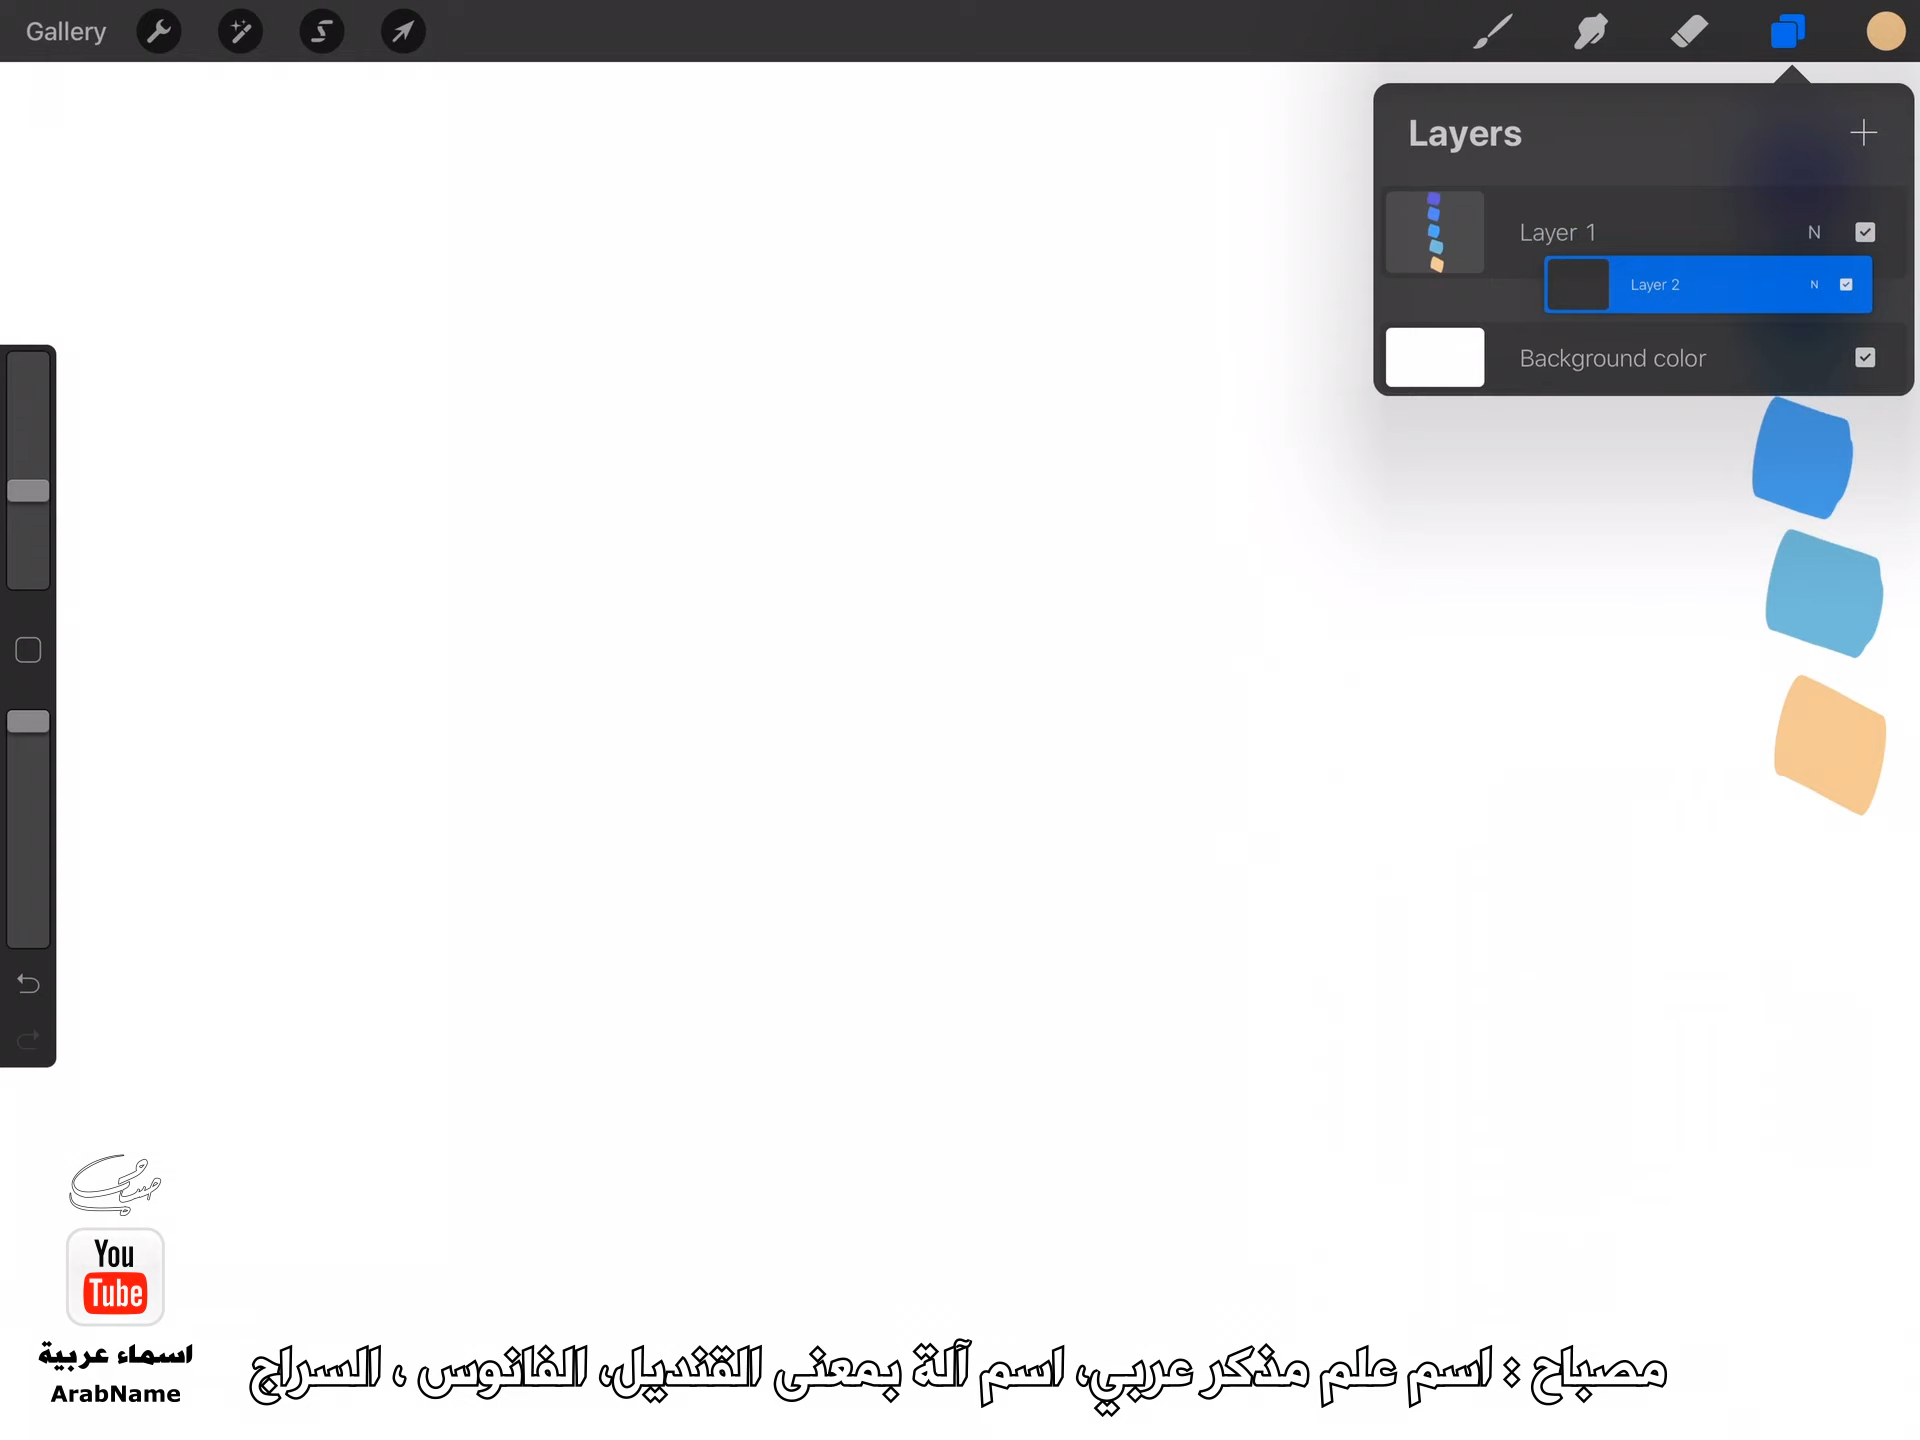 Gallery
Layers
Layer 1 N
Layer 2 N
Background color
مصباح
You
Tube
اسماء عربية
ArabName
مصباح : اسم علم مذكر عربي، اسم آلة بمعنى القنديل، الفانوس ، السراج